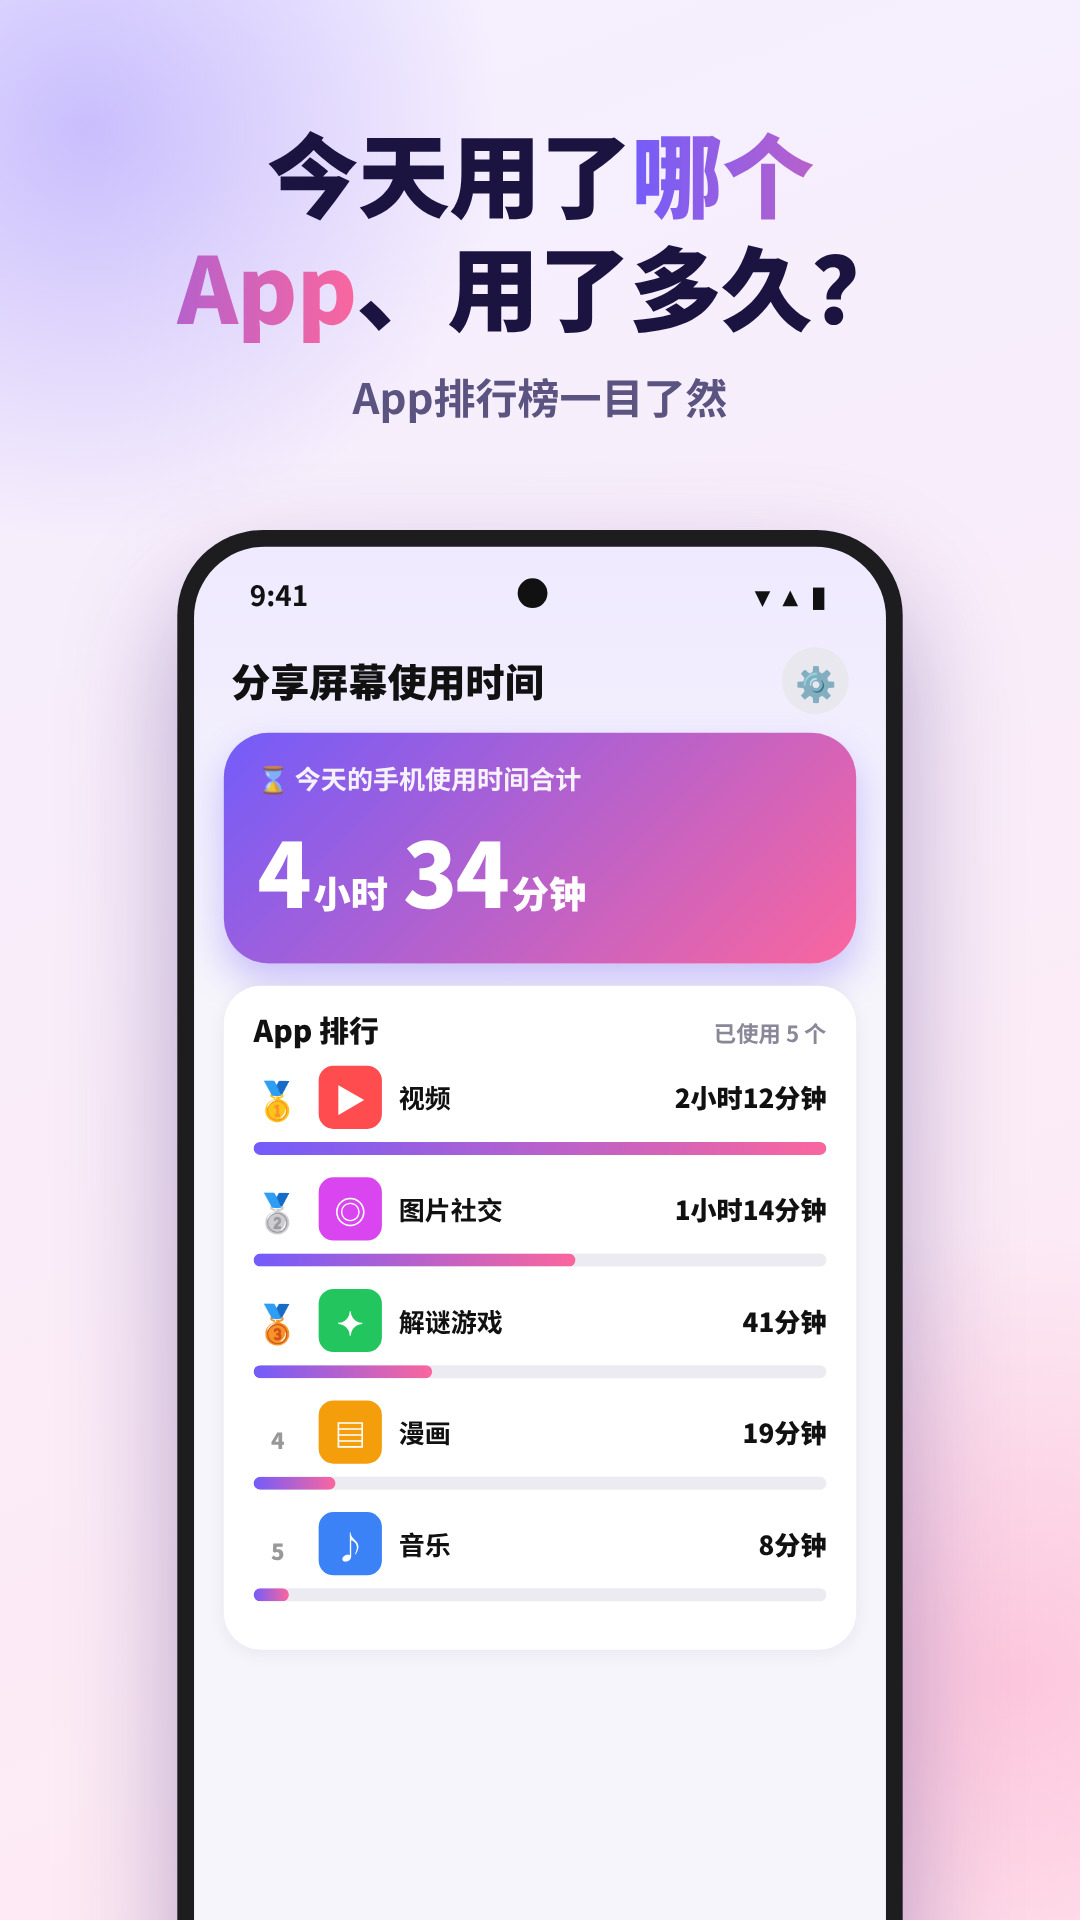 今天用了哪个
App、用了多久?
App排行榜一目了然
9:41
分享屏幕使用时间
今天的手机使用时间合计
4小时 34分钟
App 排行
已使用 5 个
1
视频
2小时12分钟
2
图片社交
1小时14分钟
3
解谜游戏
41分钟
4
漫画
19分钟
5
音乐
8分钟